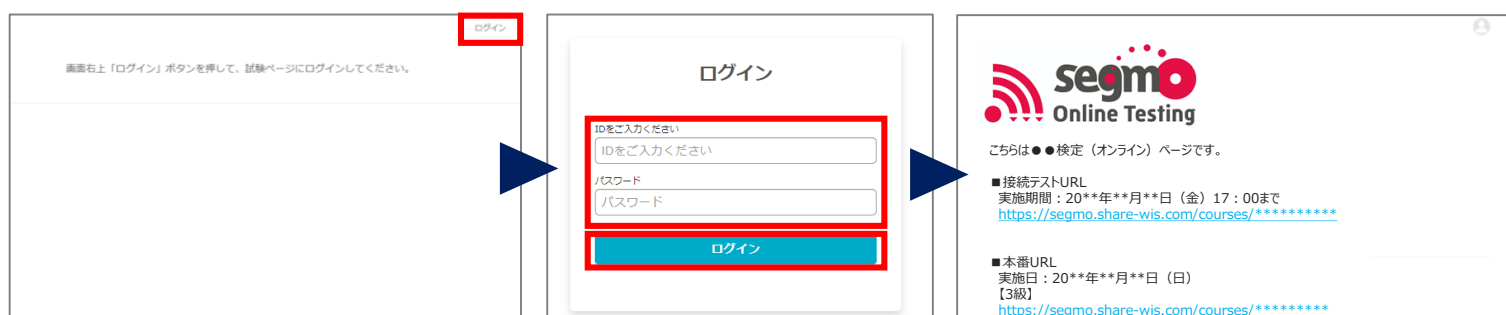 ログイン
画面右上「ログイン」ボタンを押して、試験ページにログインしてください。
ログイン
IDをご入力ください
IDをご入力ください
パスワード
パスワード
ログイン
segmo
Online Testing
こちらは●●検定（オンライン）ページです。
■接続テストURL
実施期間：20**年**月**日（金）17：00まで
https://segmo.share-wis.com/courses/**********
■本番URL
実施日：20**年**月**日（日）
【3級】
https://segmo.share-wis.com/courses/*********